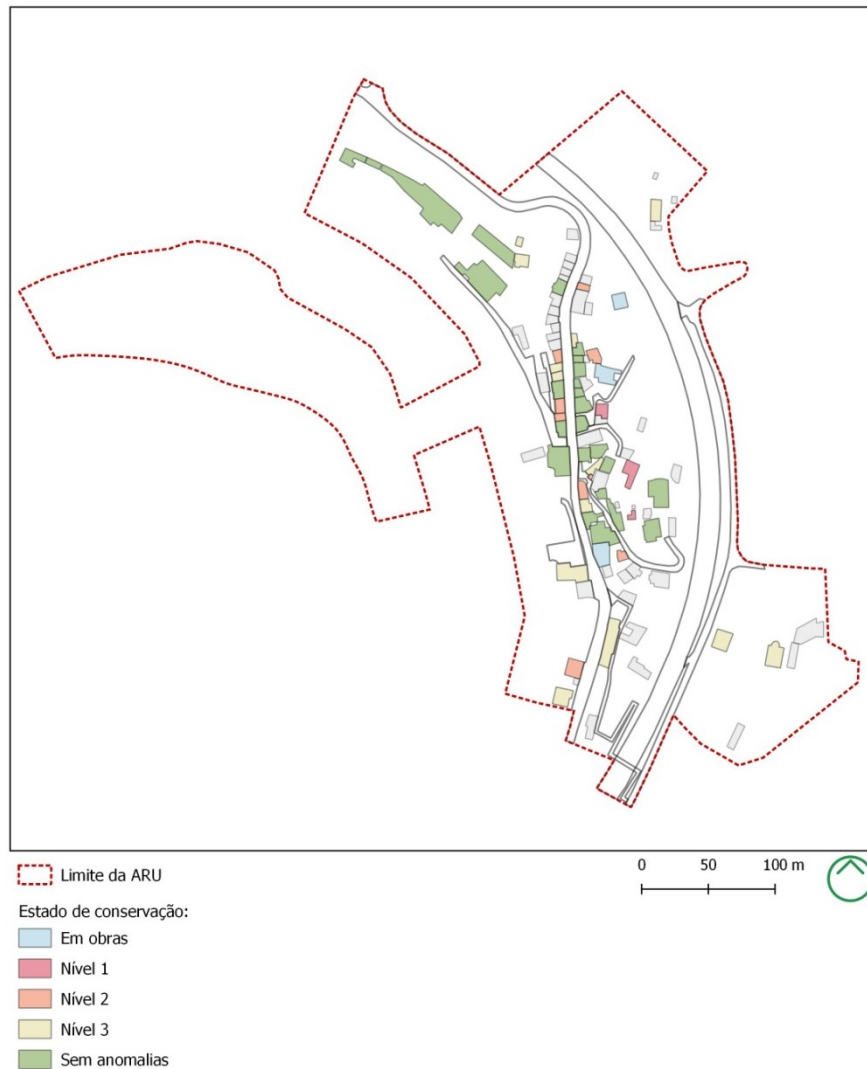 Limite da ARU
0 50 100 m
Estado de conservação:
Em obras
Nível 1
Nível 2
Nível 3
Sem anomalias